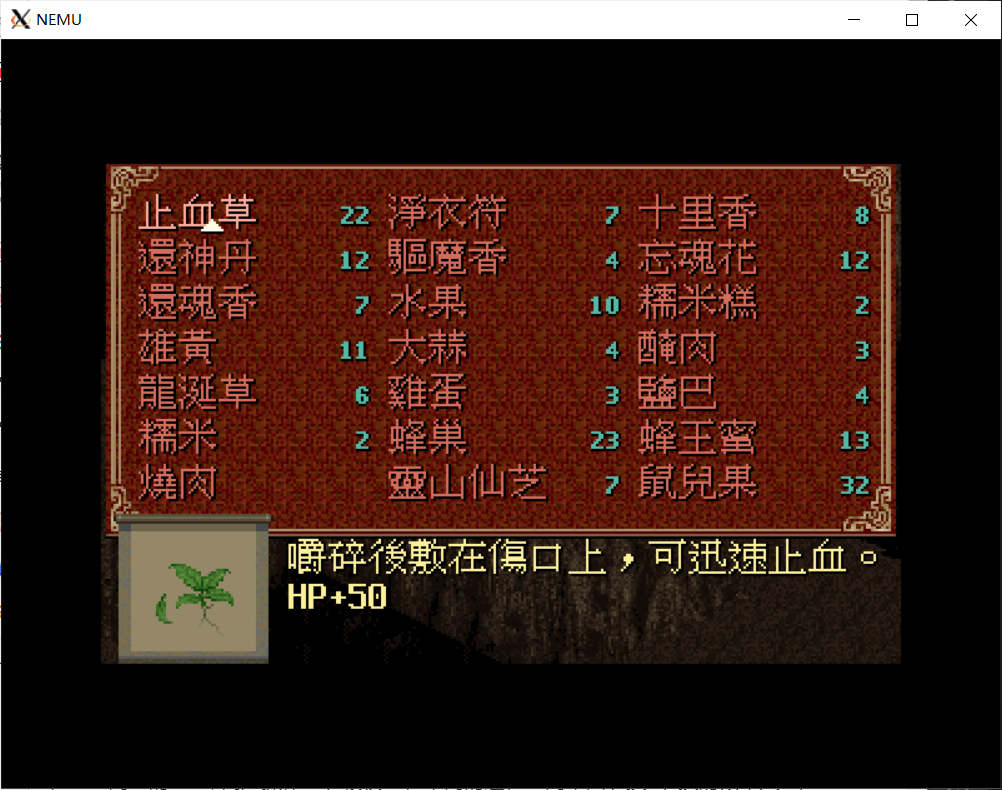 NEMU
止血草 22 淨衣符 7 十里香 8
還神丹 12 驅魔香 4 忘魂花 12
還魂香 7 水果 10 糯米糕 2
雄黃 11 大蒜 4 醃肉 3
龍涎草 6 雞蛋 3 鹽巴 4
糯米 2 蜂巢 23 蜂王蜜 13
燒肉 靈山仙芝 7 鼠兒果 32
嚼碎後敷在傷口上，可迅速止血。
HP+50